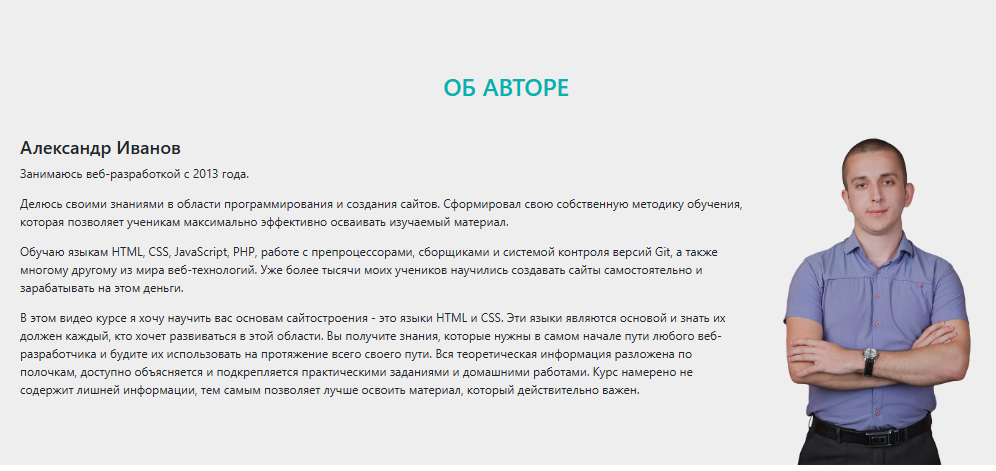 ОБ АВТОРЕ
Александр Иванов
Занимаюсь веб-разработкой с 2013 года.
Делюсь своими знаниями в области программирования и создания сайтов. Сформировал свою собственную методику обучения,
которая позволяет ученикам максимально эффективно осваивать изучаемый материал.
Обучаю языкам HTML, CSS, JavaScript, PHP, работе с препроцессорами, сборщиками и системой контроля версий Git, а также
многому другому из мира веб-технологий. Уже более тысячи моих учеников научились создавать сайты самостоятельно и
зарабатывать на этом деньги.
В этом видео курсе я хочу научить вас основам сайтостроения - это языки HTML и CSS. Эти языки являются основой и знать их
должен каждый, кто хочет развиваться в этой области. Вы получите знания, которые нужны в самом начале пути любого веб-
разработчика и будите их использовать на протяжение всего своего пути. Вся теоретическая информация разложена по
полочкам, доступно объясняется и подкрепляется практическими заданиями и домашними работами. Курс намерено не
содержит лишней информации, тем самым позволяет лучше освоить материал, который действительно важен.